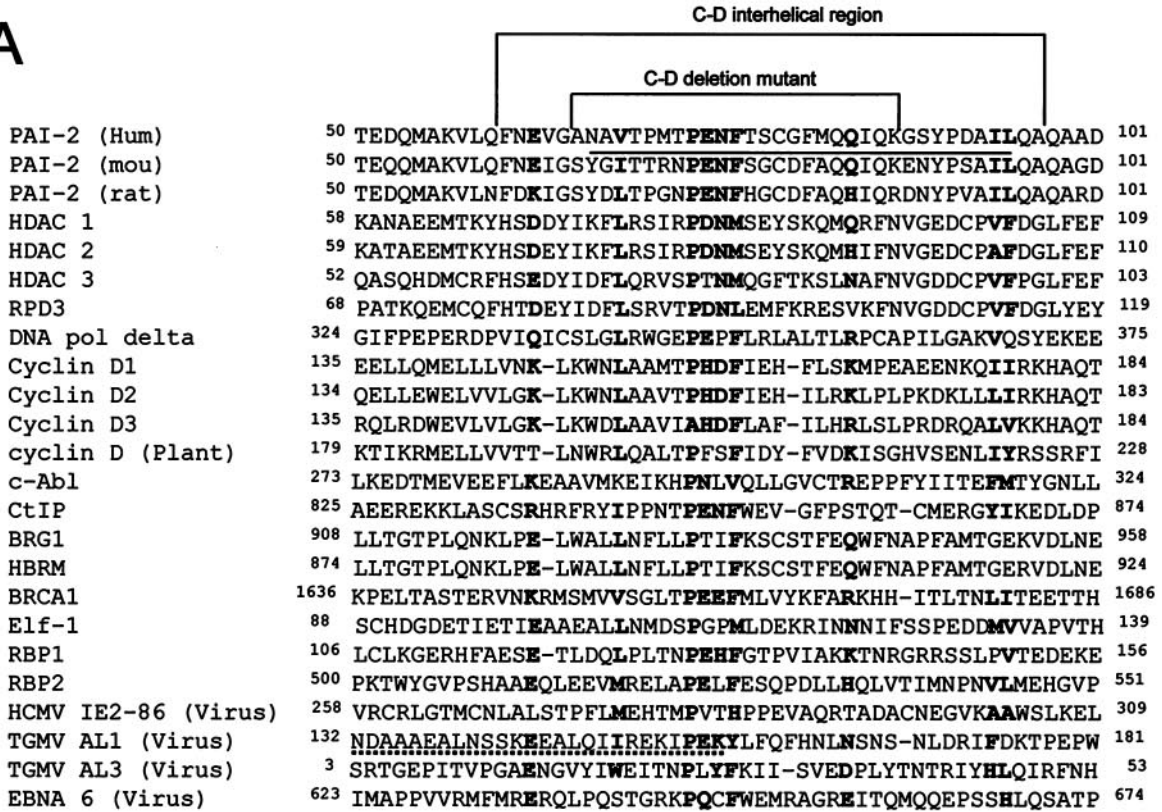 A
C-D interhelical region
C-D deletion mutant
PAI-2 (Hum) 50 TEDQMAKVLQFNEVGANAVTPMTPENFTSCGFMQQIQKGSYPDAILQAQAAD 101
PAI-2 (mou) 50 TEQQMAKVLQFNEIGSYGITTRNPENFSGCDFAQQIQKENYPSAILQAQAGD 101
PAI-2 (rat) 50 TEDQMAKVLNFDKIGSYDLTPGNPENFHGCDFAQHIQRDNYPVAILQAQARD 101
HDAC 1 58 KANAEEMTKYHSDDYIKFLRSIRPDNMSEYSKQMQRFNVGEDCPVFDGLFEF 109
HDAC 2 59 KATAEEMTKYHSDEYIKFLRSIRPDNMSEYSKQMHIFNVGEDCPAFDGLFEF 110
HDAC 3 52 QASQHDMCRFHSEDYIDFLQRVSPTNMQGFTKSLNAFNVGDDCPVFPGLFEF 103
RPD3 68 PATKQEMCQFHTDEYIDFLSRVTPDNLEMFKRESVKFNVGDDCPVFDGLYEY 119
DNA pol delta 324 GIFPEPERDPVIQICSLGLRWGEPEPFLRLALTLRPCAPILGAKVQSYEKEE 375
Cyclin D1 135 EELLQMELLLVNK-LKWNLAAMTPHDFIEH-FLSKMPEAEENKQIIRKHAQT 184
Cyclin D2 134 QELLEWELVVLGK-LKWNLAAVTPHDFIEH-ILRKLPLPKDKLLLIRKHAQT 183
Cyclin D3 135 RQLRDWEVLVLGK-LKWDLAAVIAHDFLAF-ILHRLSLPRDRQALVKKHAQT 184
cyclin D (Plant) 179 KTIKRMELLVVTT-LNWRLQALTPFSFIDY-FVDKISGHVSENLIYRSSRFI 228
c-Abl 273 LKEDTMEVEEFLKEAAVMKEIKHPNLVQLLGVCTREPPFYIITEFMTYGNLL 324
CtIP 825 AEEREKKLASCSRHRFRYIPPNTPENFWEV-GFPSTQT-CMERGYIKEDLDP 874
BRG1 908 LLTGTPLQNKLPE-LWALLNFLLPTIFKSCSTFEQWFNAPFAMTGEKVDLNE 958
HBRM 874 LLTGTPLQNKLPE-LWALLNFLLPTIFKSCSTFEQWFNAPFAMTGERVDLNE 924
BRCA1 1636 KPELTASTERVNKRMSMVVSGLTPEEFMLVYKFARKHH-ITLTNLITEETTH 1686
Elf-1 88 SCHDGDETIETIEAAEALLNMDSPGPMLDEKRINNNIFSSPEDDMVVAPVTH 139
RBP1 106 LCLKGERHFAESE-TLDQLPLTNPEHFGTPVIAKKTNRGRRSSLPVTEDEKE 156
RBP2 500 PKTWYGVPSHAAEQLEEVMRELAPELFESQPDLLHQLVTIMNPNVLMEHGVP 551
HCMV IE2-86 (Virus) 258 VRCRLGTMCNLALSTPFLMEHTMPVTHPPEVAQRTADACNEGVKAAWSLKEL 309
TGMV AL1 (Virus) 132 NDAAAEALNSSKEEALQIIREKIPEKYLFQFHNLNSNS-NLDRIFDKTPEPW 181
TGMV AL3 (Virus) 3 SRTGEPITVPGAENGVYIWEITNPLYFKII-SVEDPLYTNTRIYHLQIRFNH 53
EBNA 6 (Virus) 623 IMAPPVVRMFMRERQLPQSTGRKPQCFWEMRAGREITQMQQEPSSHLQSATP 674